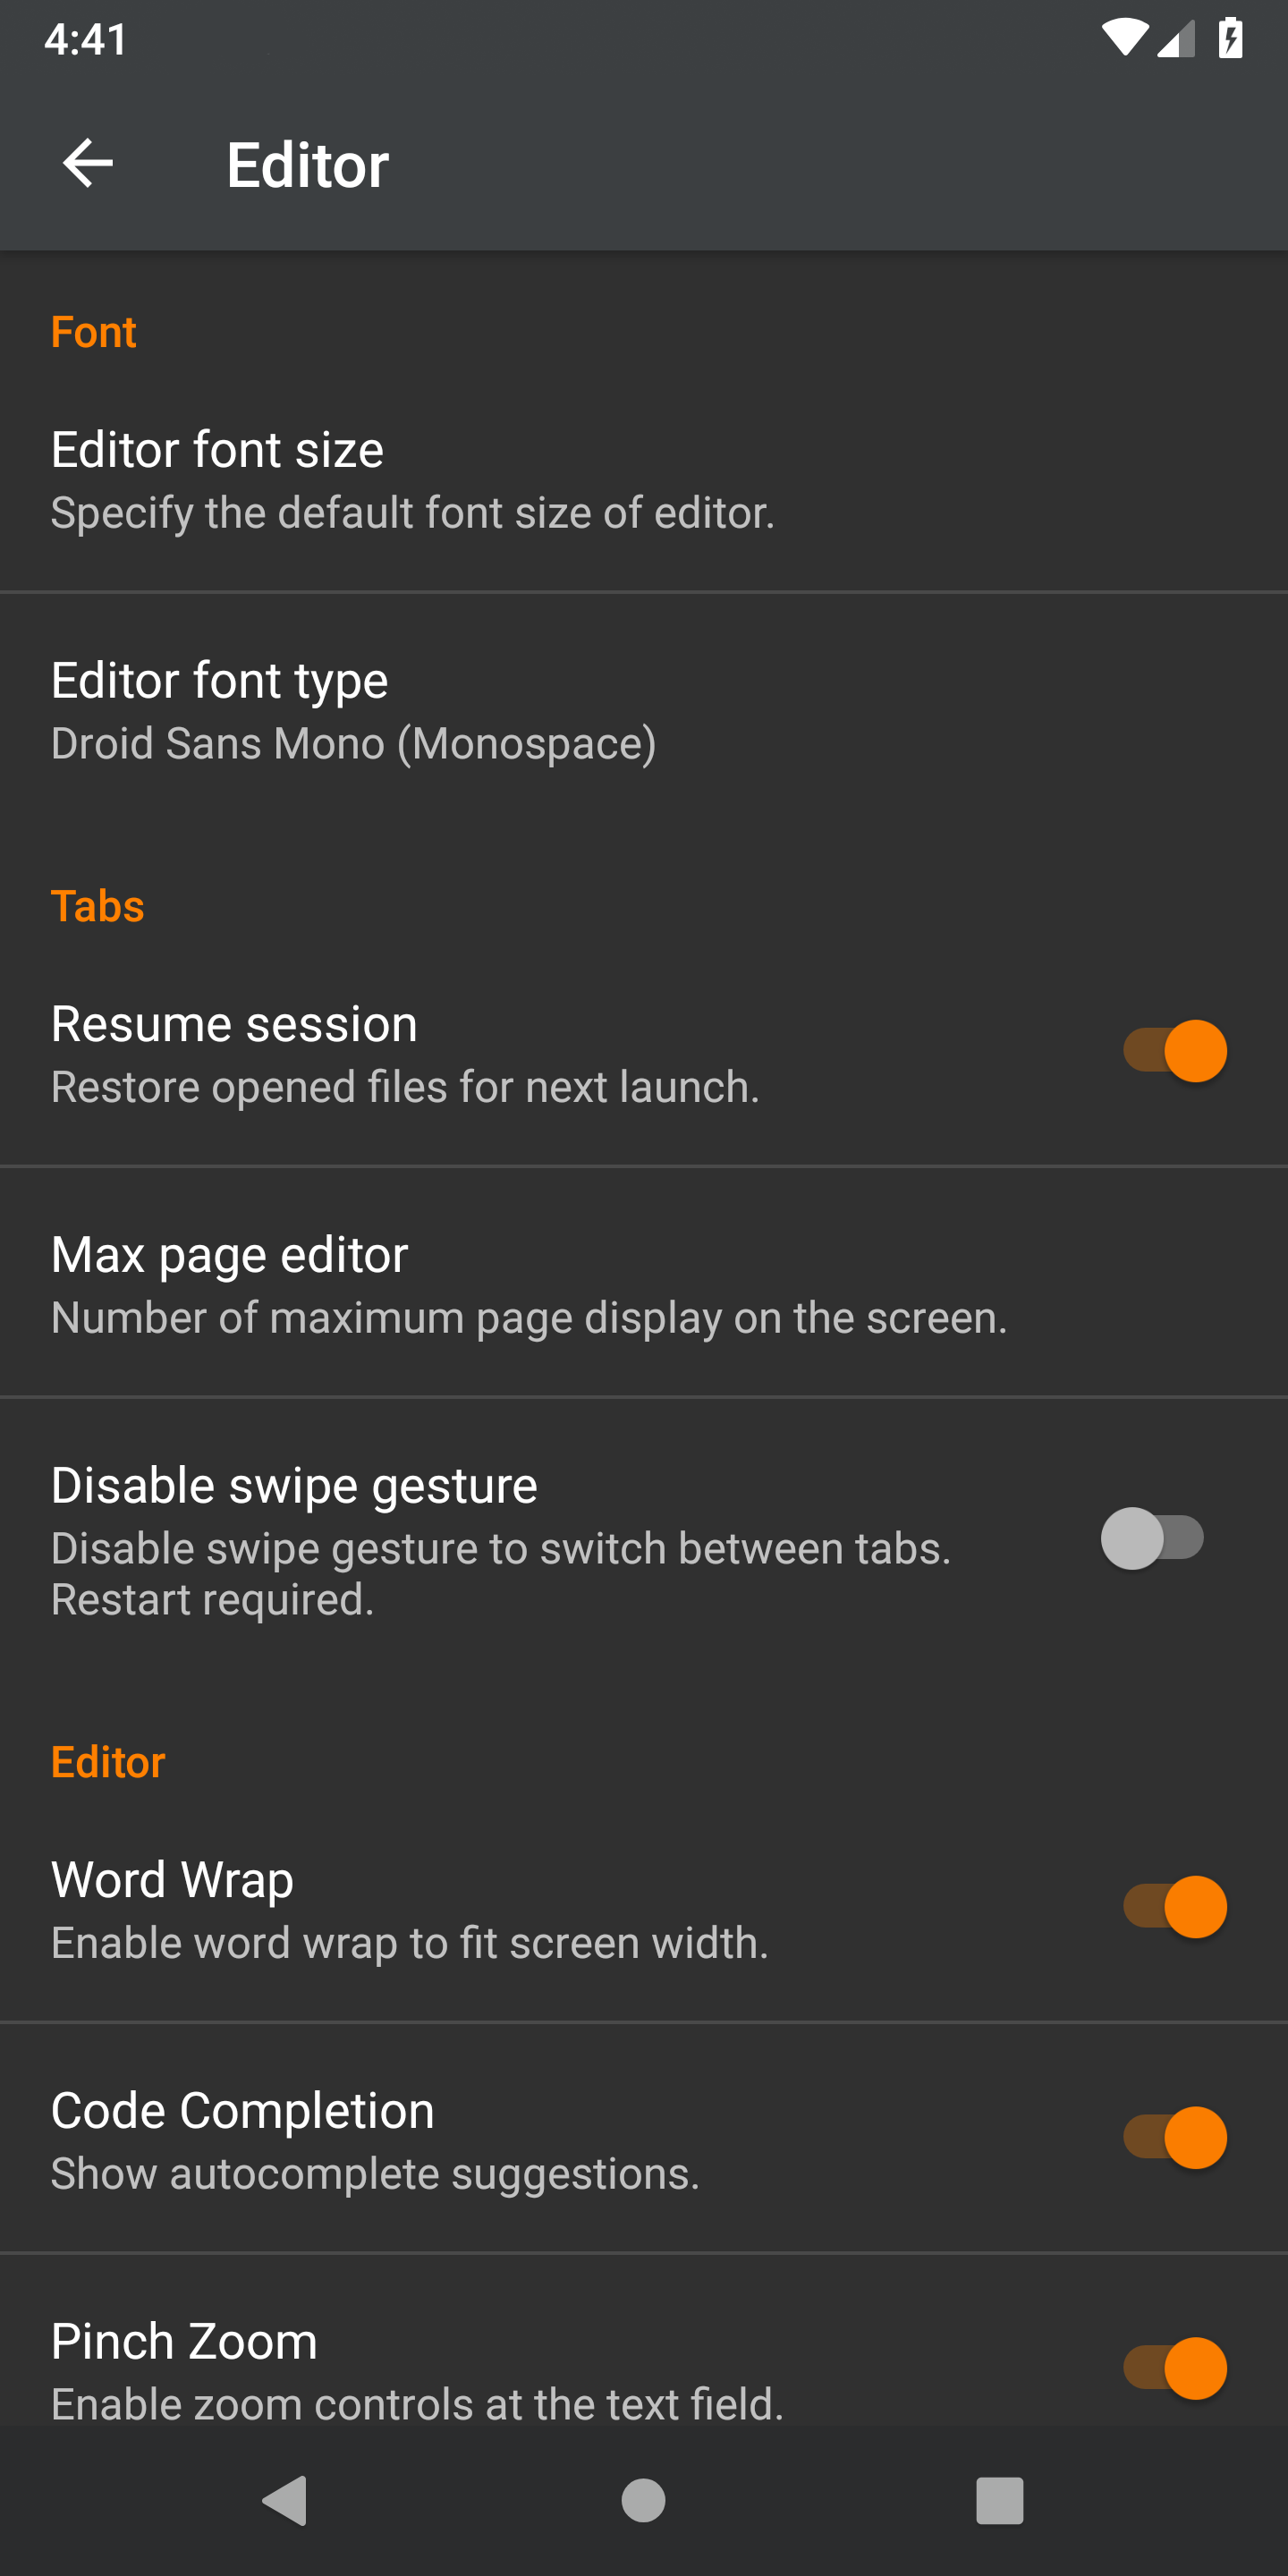 4:41
Editor
Font
Editor font size
Specify the default font size of editor.
Editor font type
Droid Sans Mono (Monospace)
Tabs
Resume session
Restore opened files for next launch.
Max page editor
Number of maximum page display on the screen.
Disable swipe gesture
Disable swipe gesture to switch between tabs.
Restart required.
Editor
Word Wrap
Enable word wrap to fit screen width.
Code Completion
Show autocomplete suggestions.
Pinch Zoom
Enable zoom controls at the text field.